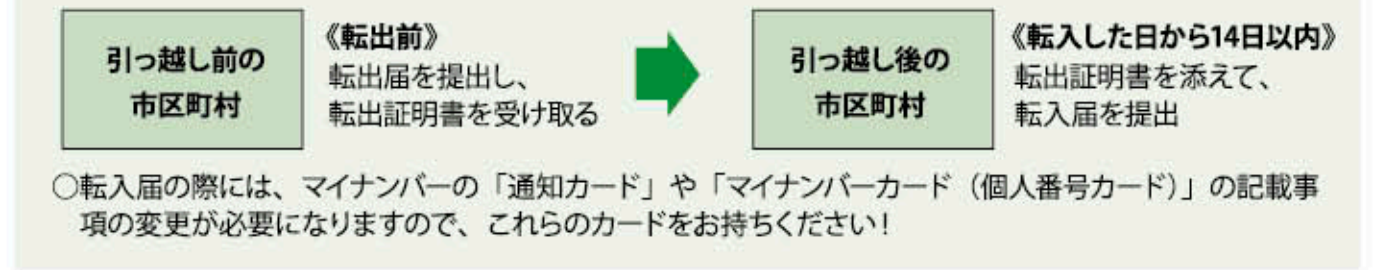 引っ越し前の
市区町村
《転出前》
転出届を提出し、
転出証明書を受け取る
引っ越し後の
市区町村
《転入した日から14日以内》
転出証明書を添えて、
転入届を提出
○転入届の際には、マイナンバーの「通知カード」や「マイナンバーカード（個人番号カード）」の記載事
項の変更が必要になりますので、これらのカードをお持ちください！